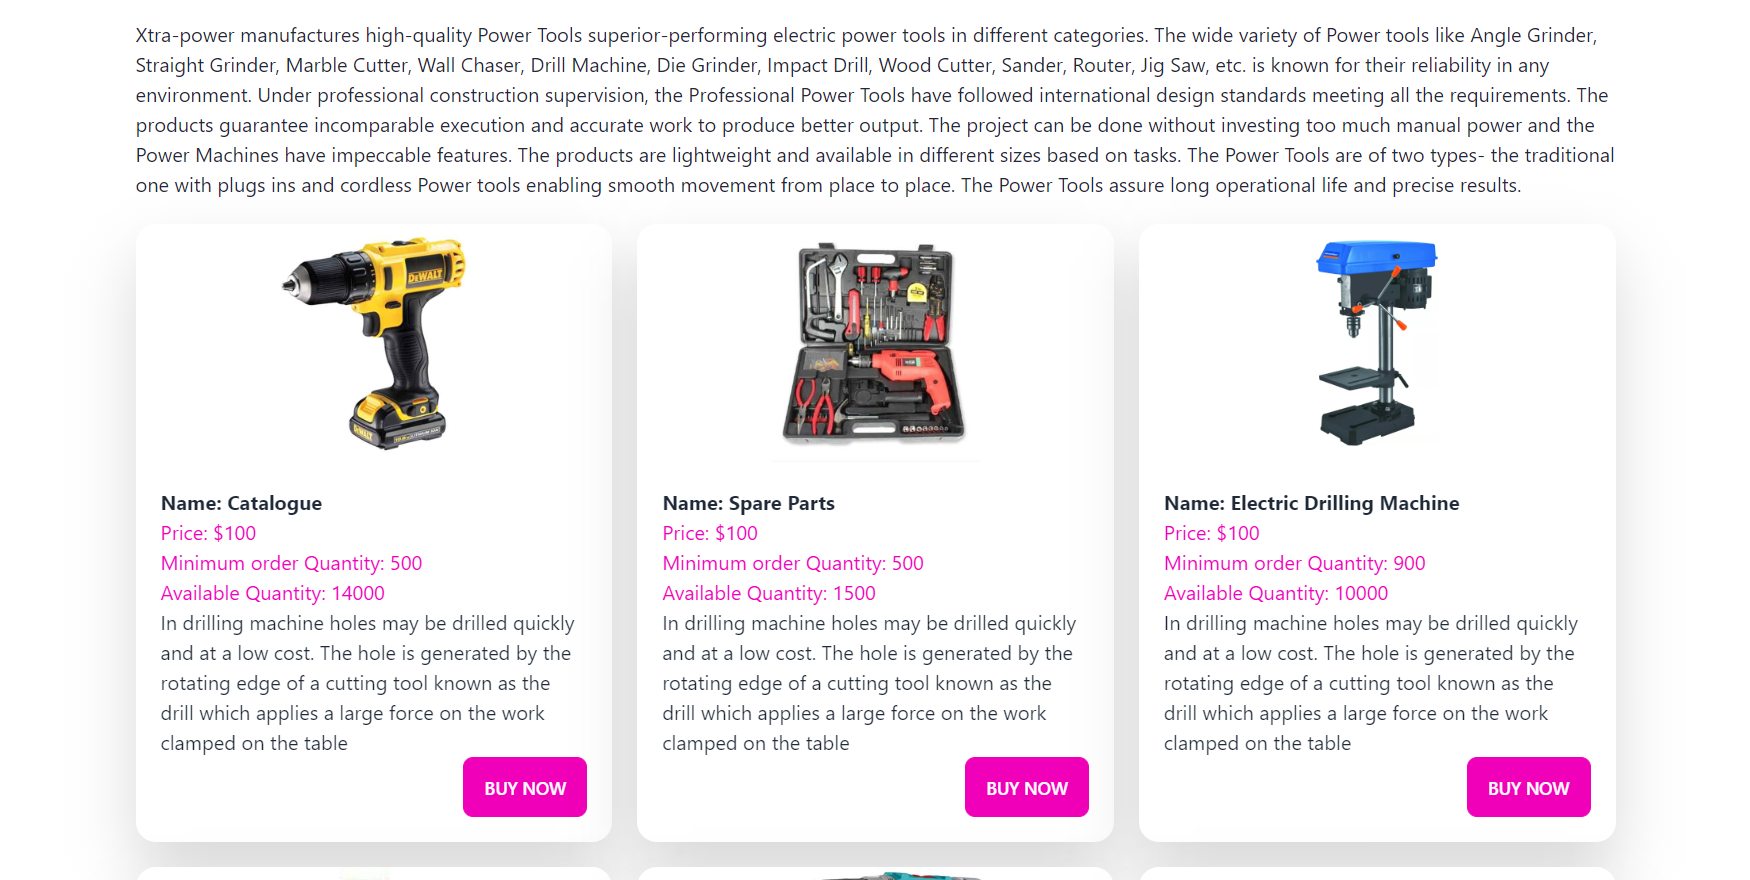 Xtra-power manufactures high-quality Power Tools superior-performing electric power tools in different categories. The wide variety of Power tools like Angle Grinder,
Straight Grinder, Marble Cutter, Wall Chaser, Drill Machine, Die Grinder, Impact Drill, Wood Cutter, Sander, Router, Jig Saw, etc. is known for their reliability in any
environment. Under professional construction supervision, the Professional Power Tools have followed international design standards meeting all the requirements. The
products guarantee incomparable execution and accurate work to produce better output. The project can be done without investing too much manual power and the
Power Machines have impeccable features. The products are lightweight and available in different sizes based on tasks. The Power Tools are of two types- the traditional
one with plugs ins and cordless Power tools enabling smooth movement from place to place. The Power Tools assure long operational life and precise results.
DEWALT
DEWALT
Name: Catalogue
Price: $100
Minimum order Quantity: 500
Available Quantity: 14000
In drilling machine holes may be drilled quickly
and at a low cost. The hole is generated by the
rotating edge of a cutting tool known as the
drill which applies a large force on the work
clamped on the table
BUY NOW
Name: Spare Parts
Price: $100
Minimum order Quantity: 500
Available Quantity: 1500
In drilling machine holes may be drilled quickly
and at a low cost. The hole is generated by the
rotating edge of a cutting tool known as the
drill which applies a large force on the work
clamped on the table
BUY NOW
Name: Electric Drilling Machine
Price: $100
Minimum order Quantity: 900
Available Quantity: 10000
In drilling machine holes may be drilled quickly
and at a low cost. The hole is generated by the
rotating edge of a cutting tool known as the
drill which applies a large force on the work
clamped on the table
BUY NOW